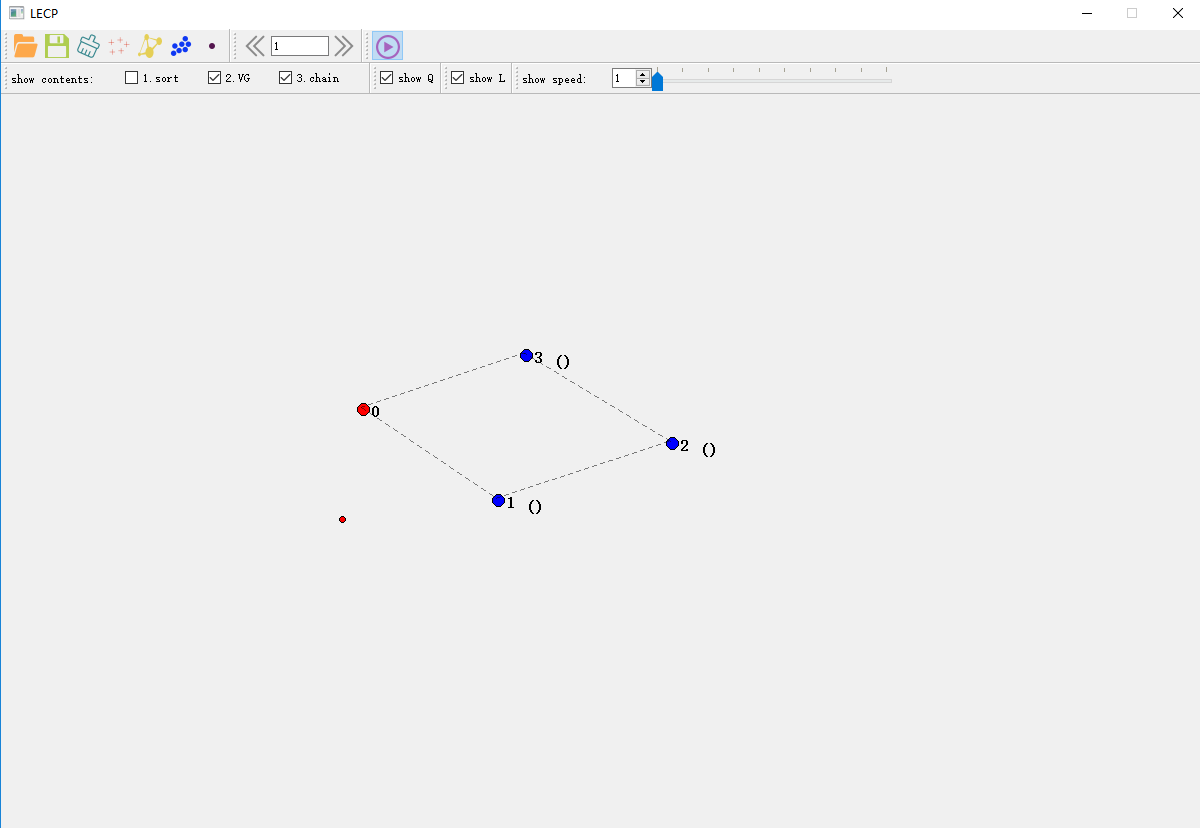 LECP
1
show contents: 1.sort 2.VG 3.chain show Q show L show speed: 1
3 ()
0
2 ()
1 ()